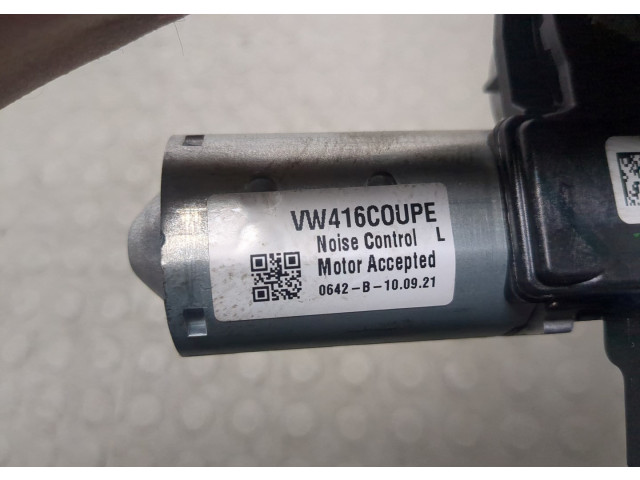 VW416COUPE
Noise Control L
Motor Accepted
0642-B-10.09.21